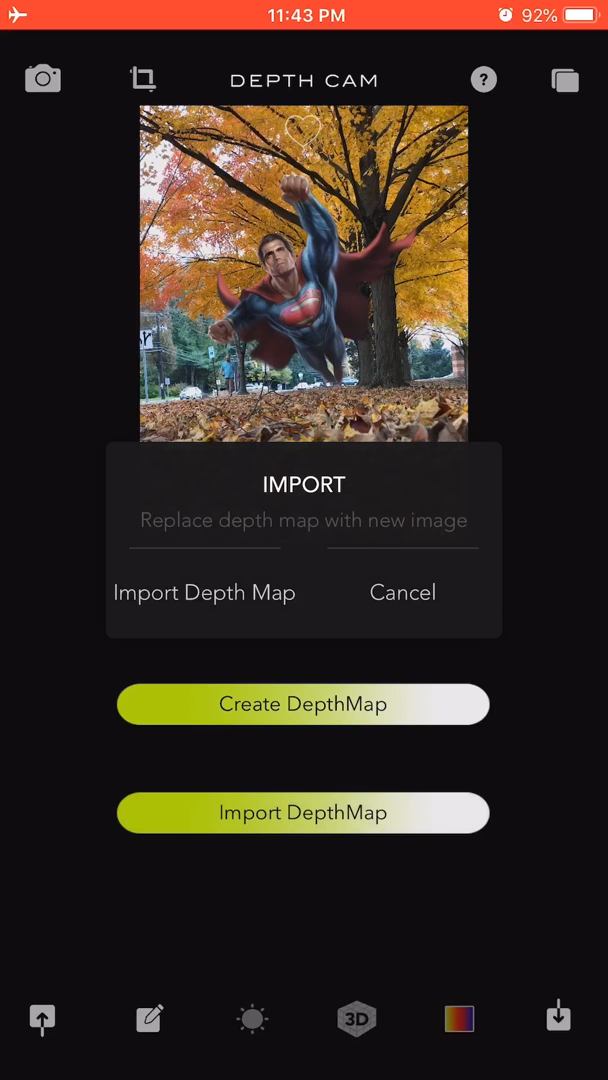 11:43 PM
92%
DEPTH CAM
?
IMPORT
Replace depth map with new image
Import Depth Map
Cancel
Create DepthMap
Import DepthMap
3D